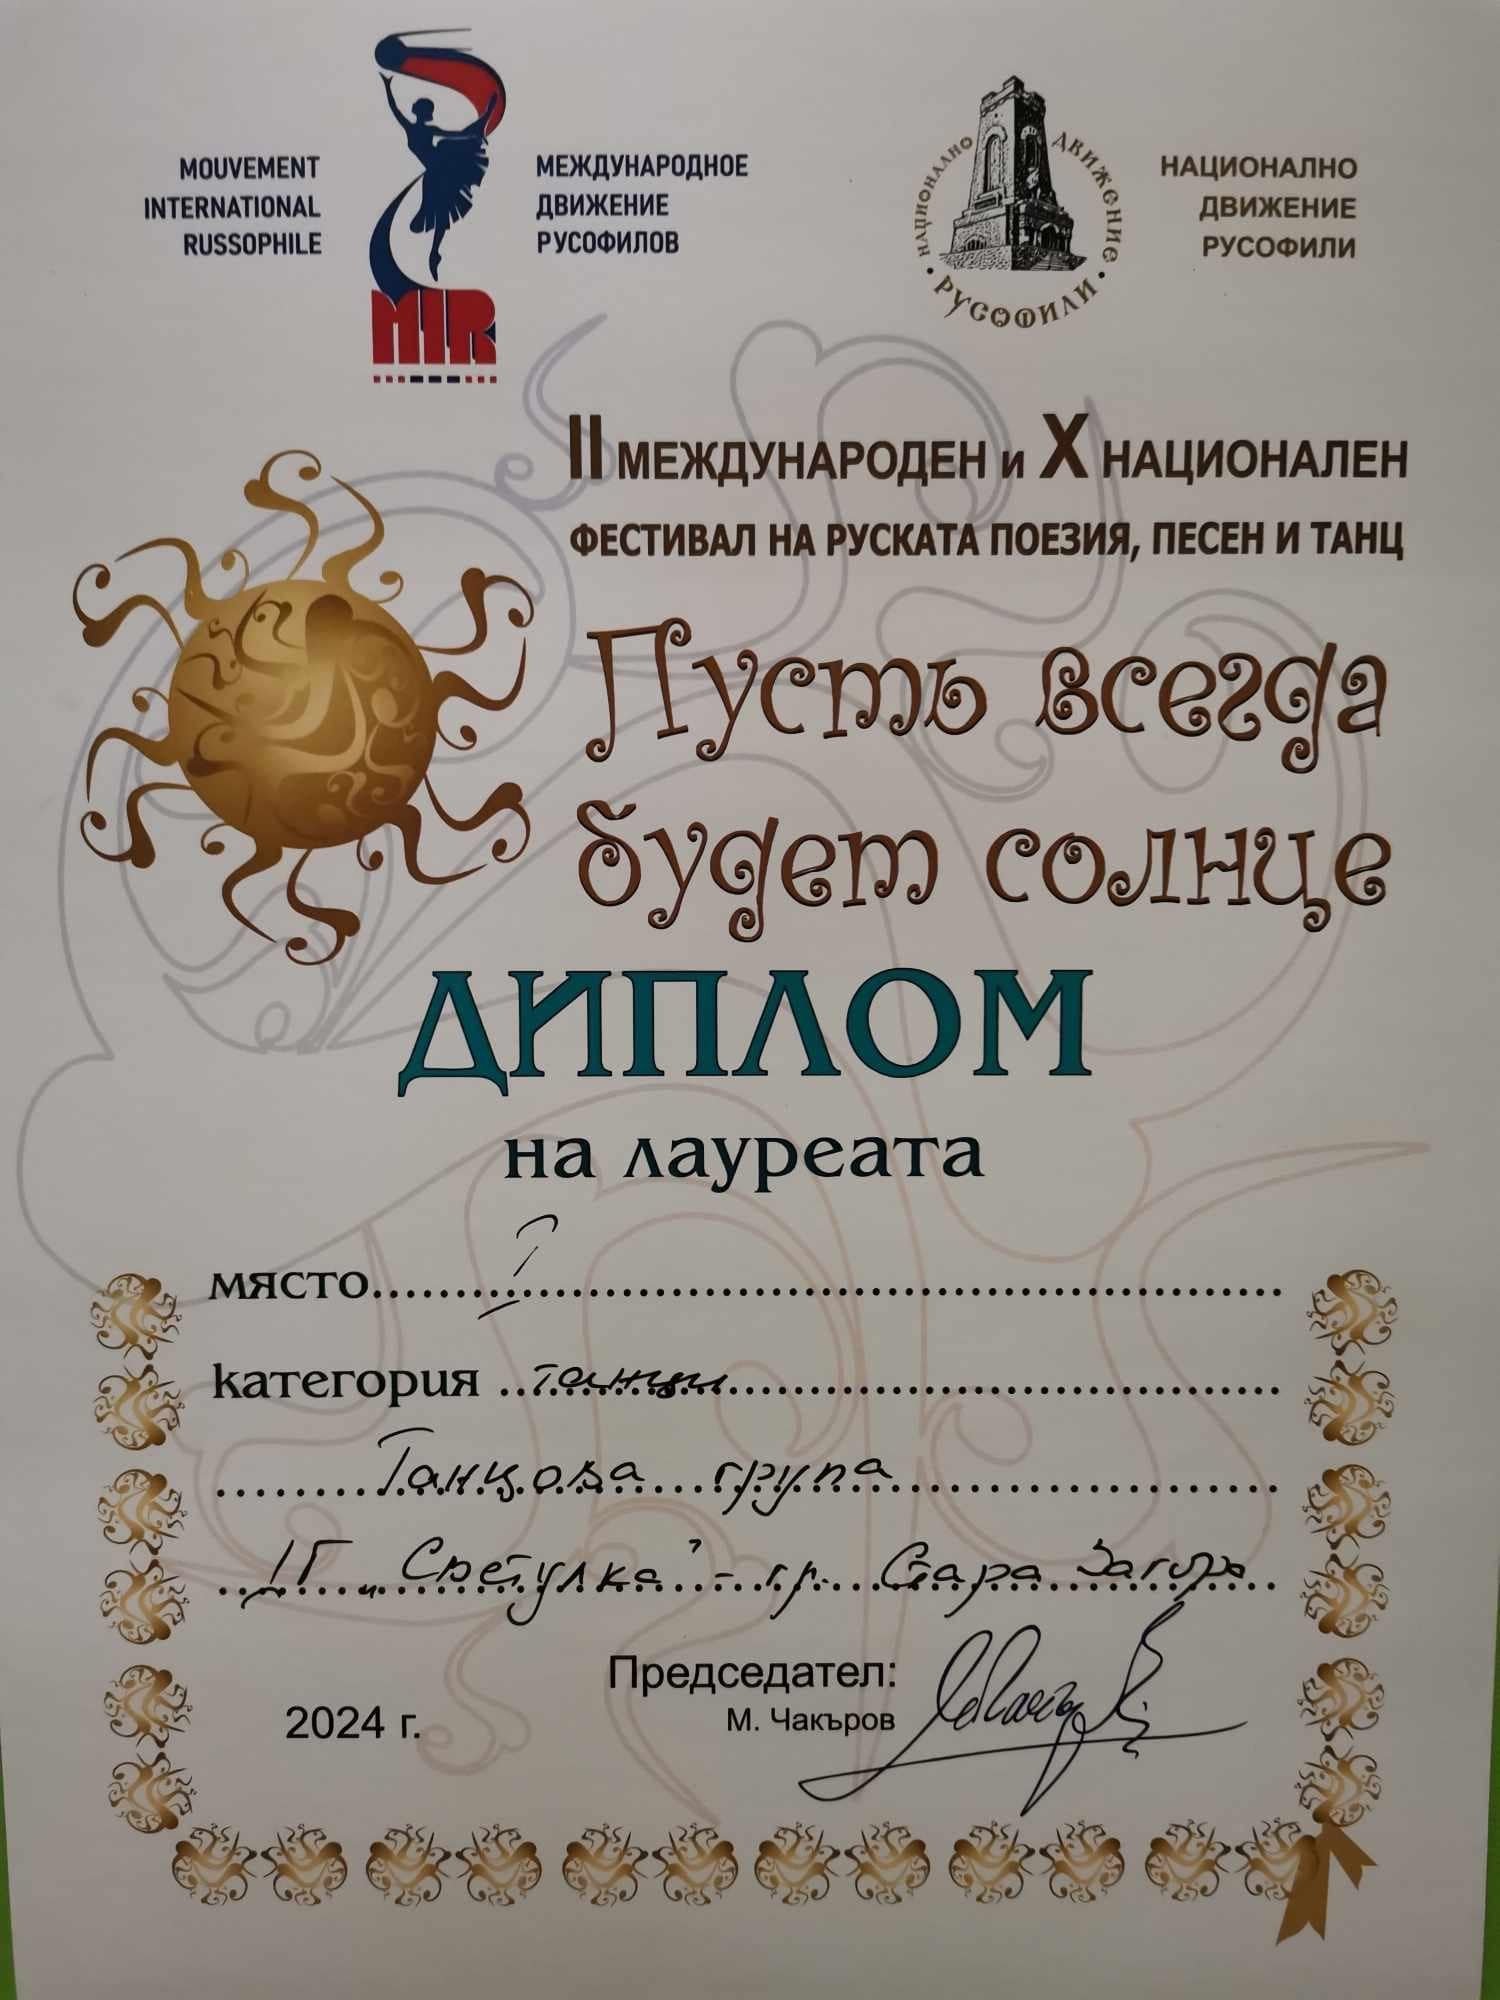 MOUVEMENT
INTERNATIONAL
RUSSOPHILE
MIR
МЕЖДУНАРОДНОЕ
ДВИЖЕНИЕ
РУСОФИЛОВ
НАЦИОНАЛНО ДВИЖЕНИЕ
• РУСОФИЛИ •
НАЦИОНАЛНО
ДВИЖЕНИЕ
РУСОФИЛИ
II МЕЖДУНАРОДЕН и X НАЦИОНАЛЕН
ФЕСТИВАЛ НА РУСКАТА ПОЕЗИЯ, ПЕСЕН И ТАНЦ
Пусть всегда
будет солнце
ДИПЛОМ
на лауреата
място I
категория танци
Танцова група
ДГ „Светулка" - гр. Стара Загора
Председател:
2024 г. М. Чакъров